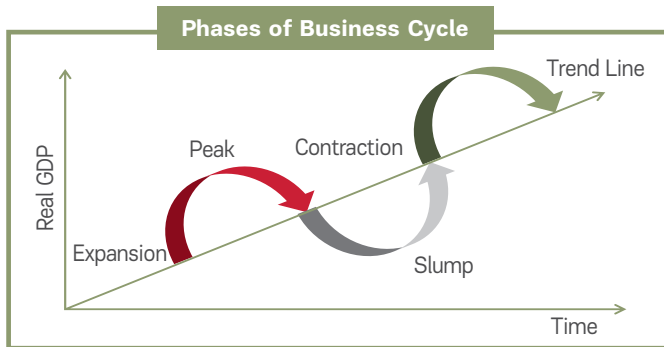 Phases of Business Cycle
Trend Line
Peak
Contraction
Real GDP
Expansion
Slump
Time